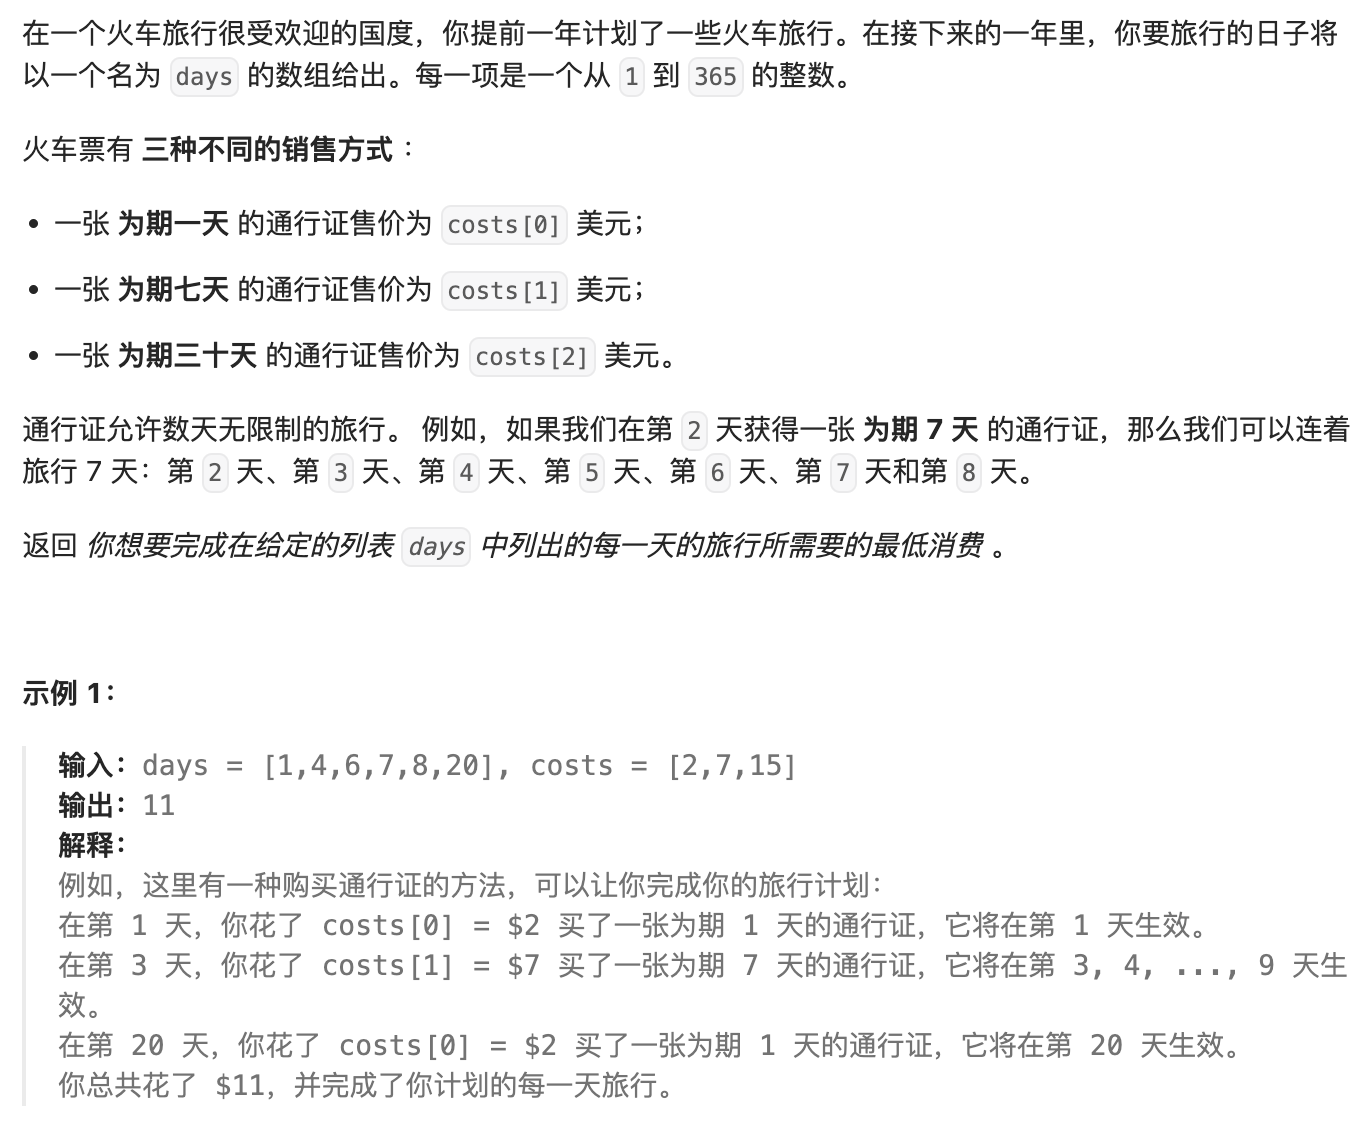 在一个火车旅行很受欢迎的国度，你提前一年计划了一些火车旅行。在接下来的一年里，你要旅行的日子将
以一个名为 days 的数组给出。每一项是一个从 1 到 365 的整数。
火车票有 三种不同的销售方式 ：
• 一张 为期一天 的通行证售价为 costs[0] 美元；
• 一张 为期七天 的通行证售价为 costs[1] 美元；
• 一张 为期三十天 的通行证售价为 costs[2] 美元。
通行证允许数天无限制的旅行。 例如，如果我们在第 2 天获得一张 为期 7 天 的通行证，那么我们可以连着
旅行 7 天：第 2 天、第 3 天、第 4 天、第 5 天、第 6 天、第 7 天和第 8 天。
返回 你想要完成在给定的列表 days 中列出的每一天的旅行所需要的最低消费 。
示例 1：
输入：days = [1,4,6,7,8,20], costs = [2,7,15]
输出：11
解释：
例如，这里有一种购买通行证的方法，可以让你完成你的旅行计划：
在第 1 天，你花了 costs[0] = $2 买了一张为期 1 天的通行证，它将在第 1 天生效。
在第 3 天，你花了 costs[1] = $7 买了一张为期 7 天的通行证，它将在第 3, 4, ..., 9 天生
效。
在第 20 天，你花了 costs[0] = $2 买了一张为期 1 天的通行证，它将在第 20 天生效。
你总共花了 $11，并完成了你计划的每一天旅行。